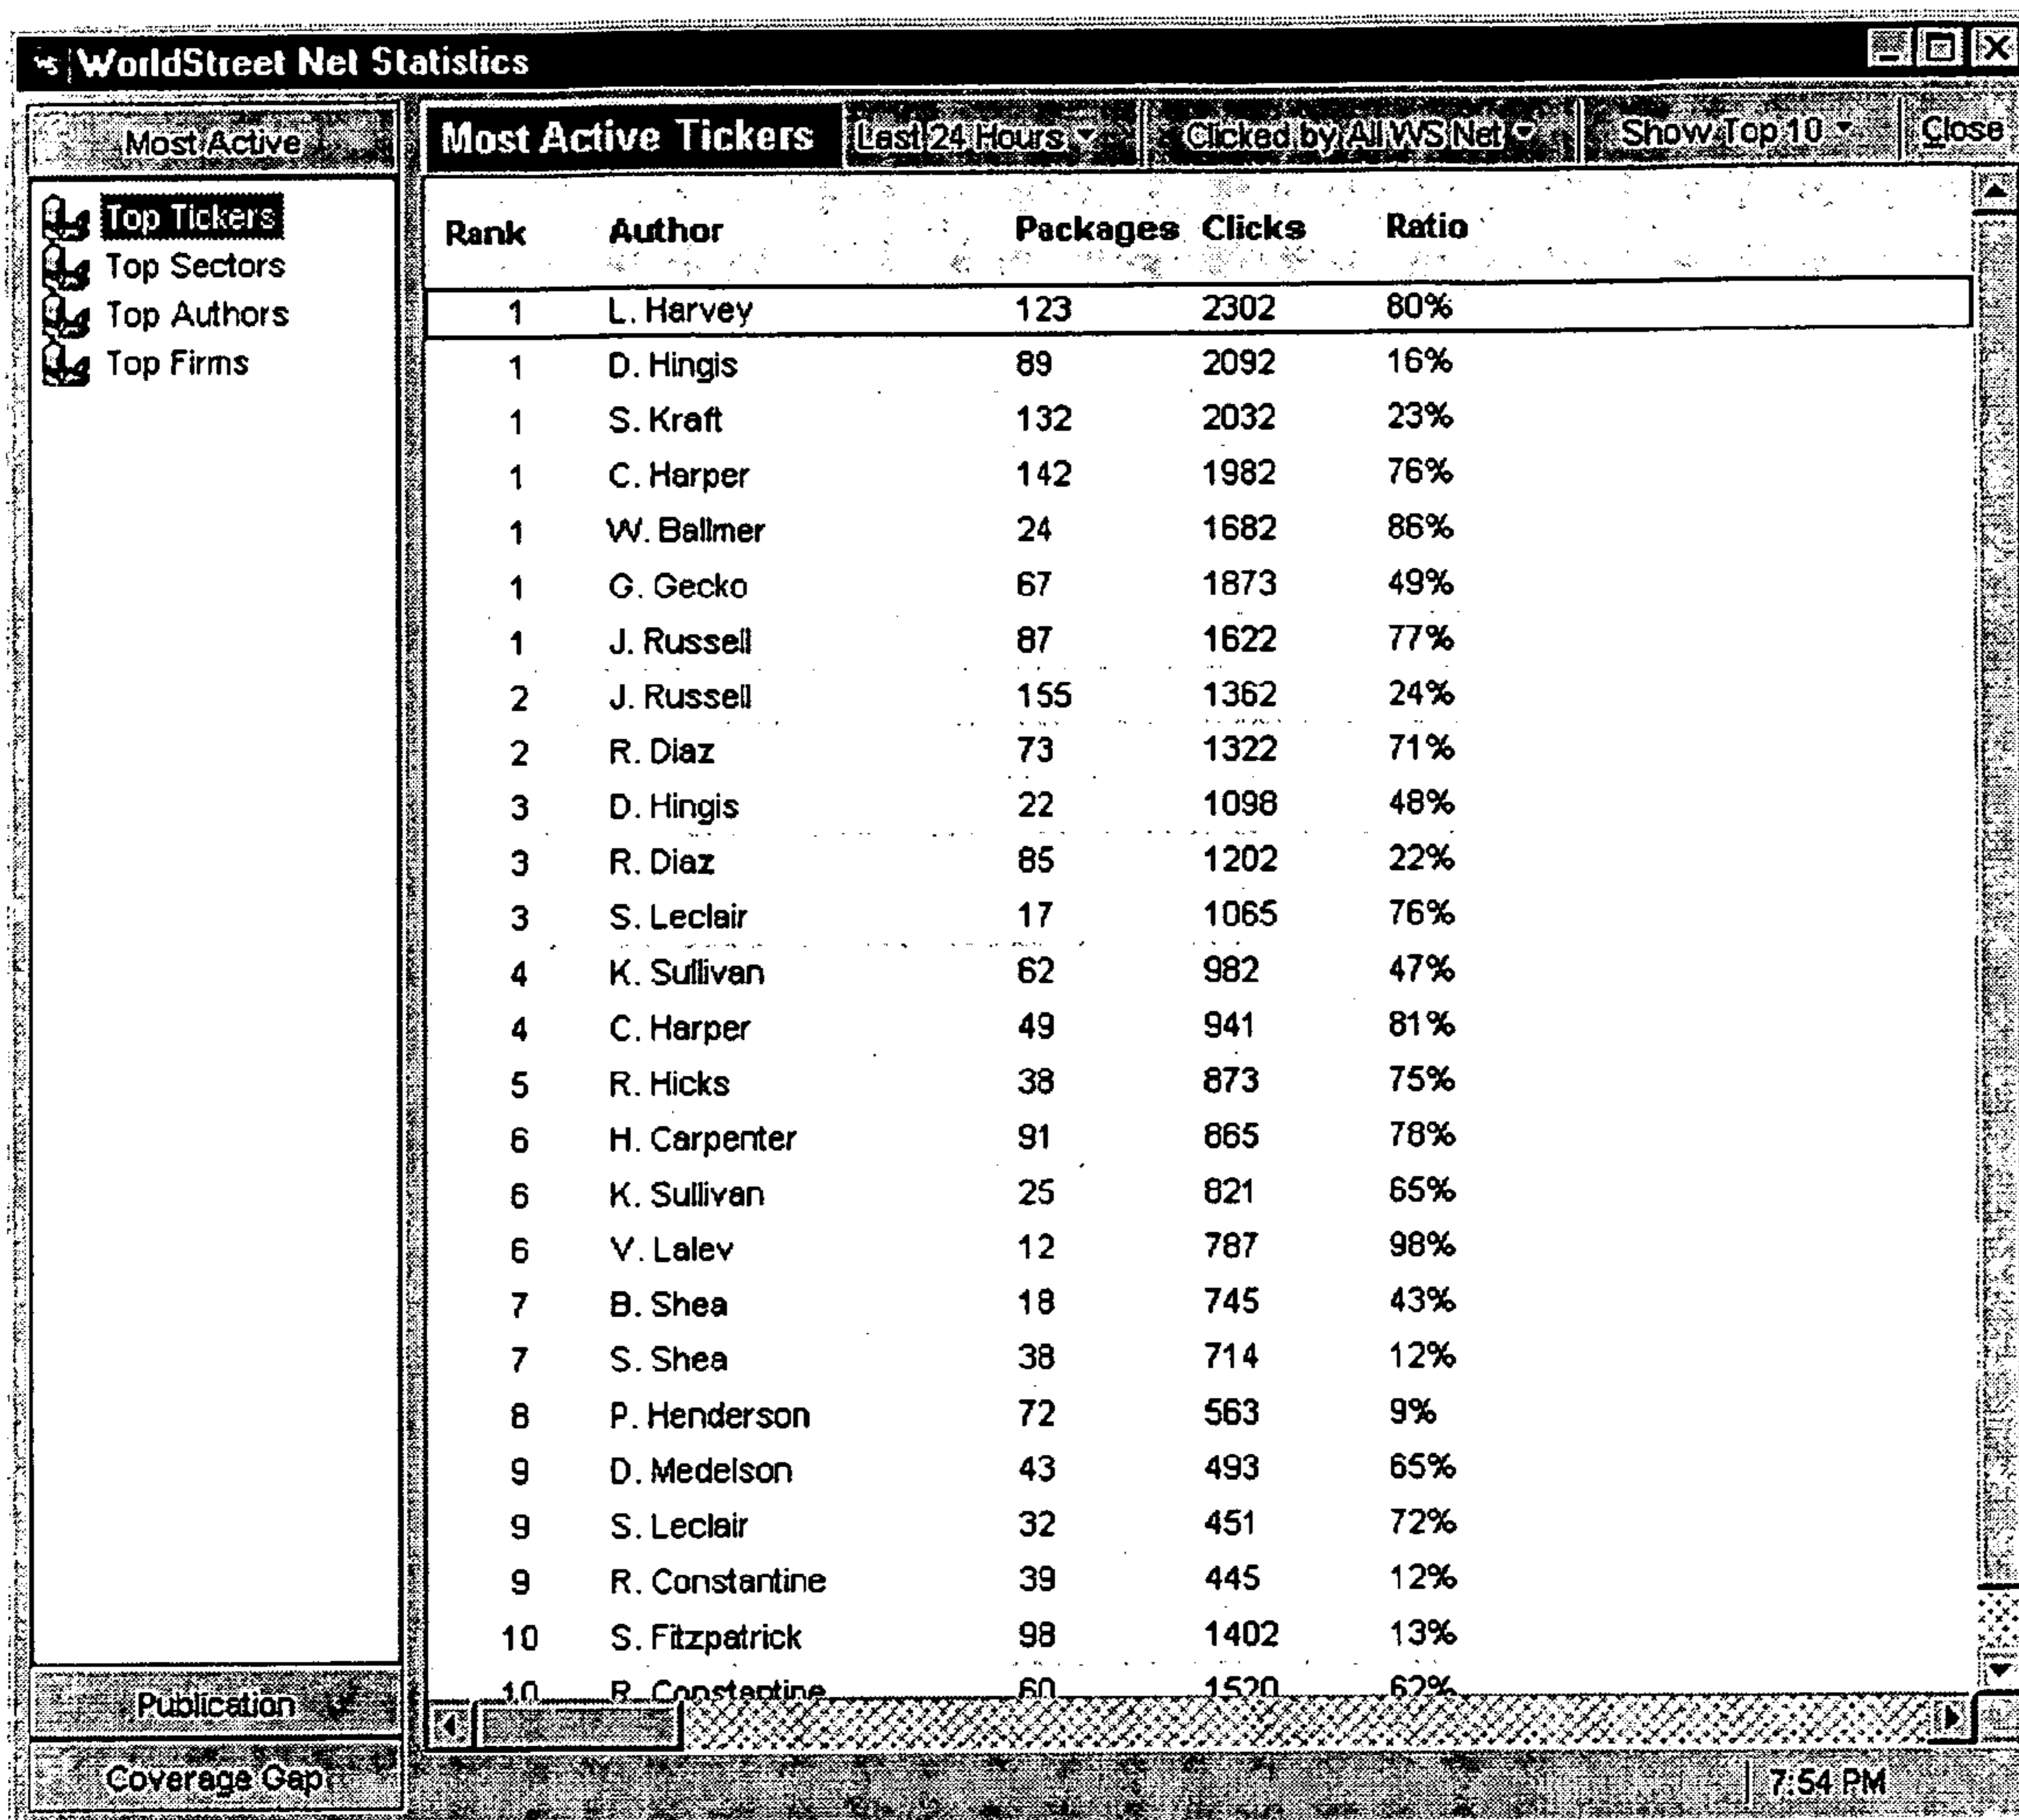 WS WorldStreet Net Statistics
Most Active
Top Tickers
Top Sectors
Top Authors
Top Firms
Publication
Coverage Gap
Most Active Tickers Last 24 Hours Clicked by All WS Net Show Top 10 Close
Rank Author Packages Clicks Ratio
1 L. Harvey 123 2302 80%
1 D. Hingis 89 2092 16%
1 S. Kraft 132 2032 23%
1 C. Harper 142 1982 76%
1 W. Ballmer 24 1682 86%
1 G. Gecko 67 1873 49%
1 J. Russell 87 1622 77%
2 J. Russell 155 1362 24%
2 R. Diaz 73 1322 71%
3 D. Hingis 22 1098 48%
3 R. Diaz 85 1202 22%
3 S. Leclair 17 1065 76%
4 K. Sullivan 62 982 47%
4 C. Harper 49 941 81%
5 R. Hicks 38 873 75%
6 H. Carpenter 91 865 78%
6 K. Sullivan 25 821 65%
6 V. Lalev 12 787 98%
7 B. Shea 18 745 43%
7 S. Shea 38 714 12%
8 P. Henderson 72 563 9%
9 D. Medelson 43 493 65%
9 S. Leclair 32 451 72%
9 R. Constantine 39 445 12%
10 S. Fitzpatrick 98 1402 13%
10 R. Constantine 60 1520 62%
7:54 PM